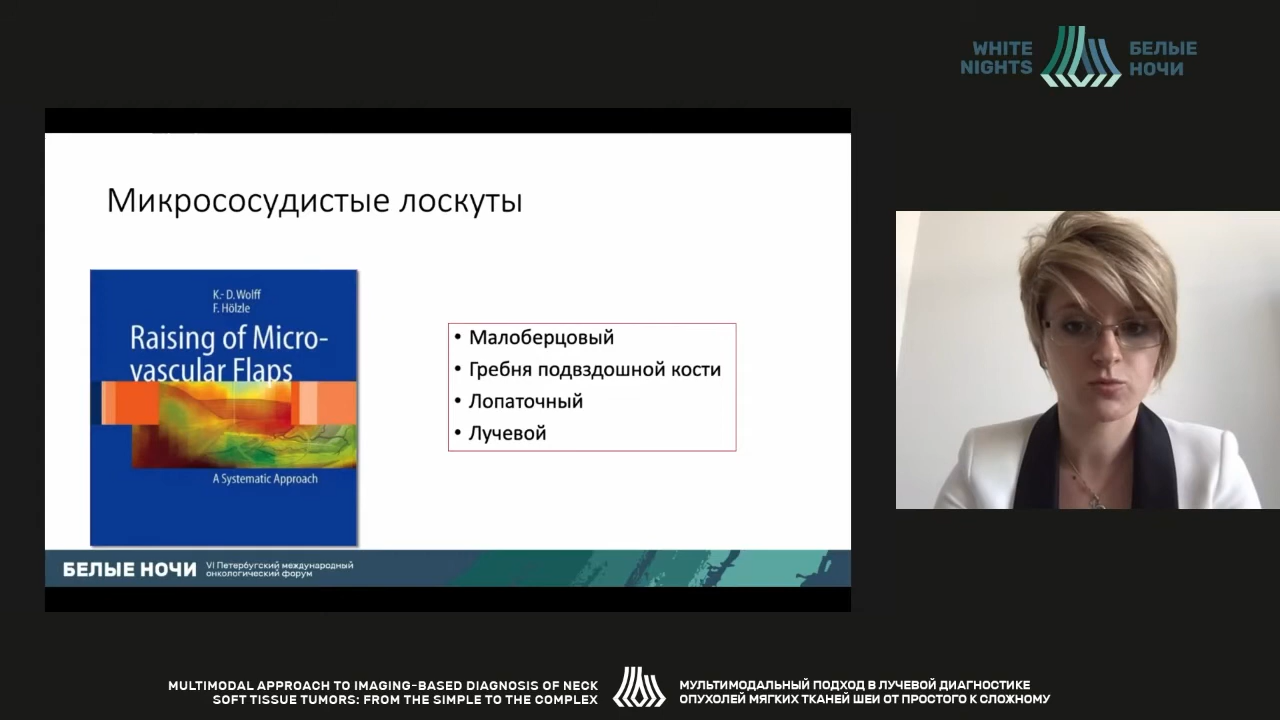 WHITE
NIGHTS
БЕЛЫЕ
НОЧИ
Микрососудистые лоскуты
K.- D. Wolff
F. Hölzle
Raising of Micro-
vascular Flaps
A Systematic Approach
• Малоберцовый
• Гребня подвздошной кости
• Лопаточный
• Лучевой
БЕЛЫЕ НОЧИ
VI Петербугский международный
онкологический форум
MULTIMODAL APPROACH TO IMAGING-BASED DIAGNOSIS OF NECK
SOFT TISSUE TUMORS: FROM THE SIMPLE TO THE COMPLEX
МУЛЬТИМОДАЛЬНЫЙ ПОДХОД В ЛУЧЕВОЙ ДИАГНОСТИКЕ
ОПУХОЛЕЙ МЯГКИХ ТКАНЕЙ ШЕИ ОТ ПРОСТОГО К СЛОЖНОМУ